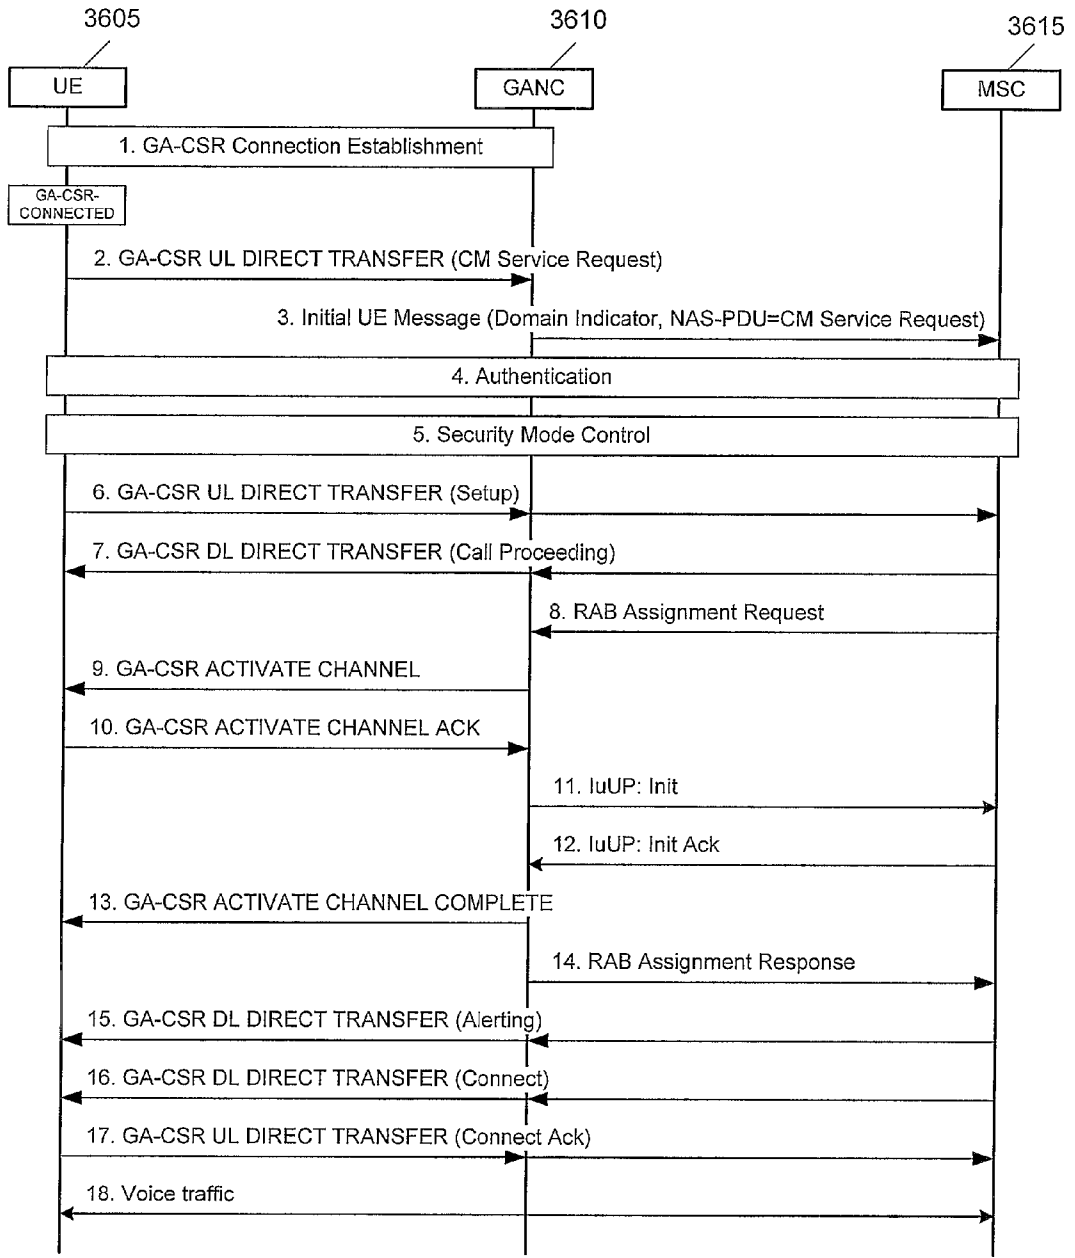 3605
3610
3615
UE
GANC
MSC
1. GA-CSR Connection Establishment
GA-CSR-
CONNECTED
2. GA-CSR UL DIRECT TRANSFER (CM Service Request)
3. Initial UE Message (Domain Indicator, NAS-PDU=CM Service Request)
4. Authentication
5. Security Mode Control
6. GA-CSR UL DIRECT TRANSFER (Setup)
7. GA-CSR DL DIRECT TRANSFER (Call Proceeding)
8. RAB Assignment Request
9. GA-CSR ACTIVATE CHANNEL
10. GA-CSR ACTIVATE CHANNEL ACK
11. IuUP: Init
12. IuUP: Init Ack
13. GA-CSR ACTIVATE CHANNEL COMPLETE
14. RAB Assignment Response
15. GA-CSR DL DIRECT TRANSFER (Alerting)
16. GA-CSR DL DIRECT TRANSFER (Connect)
17. GA-CSR UL DIRECT TRANSFER (Connect Ack)
18. Voice traffic